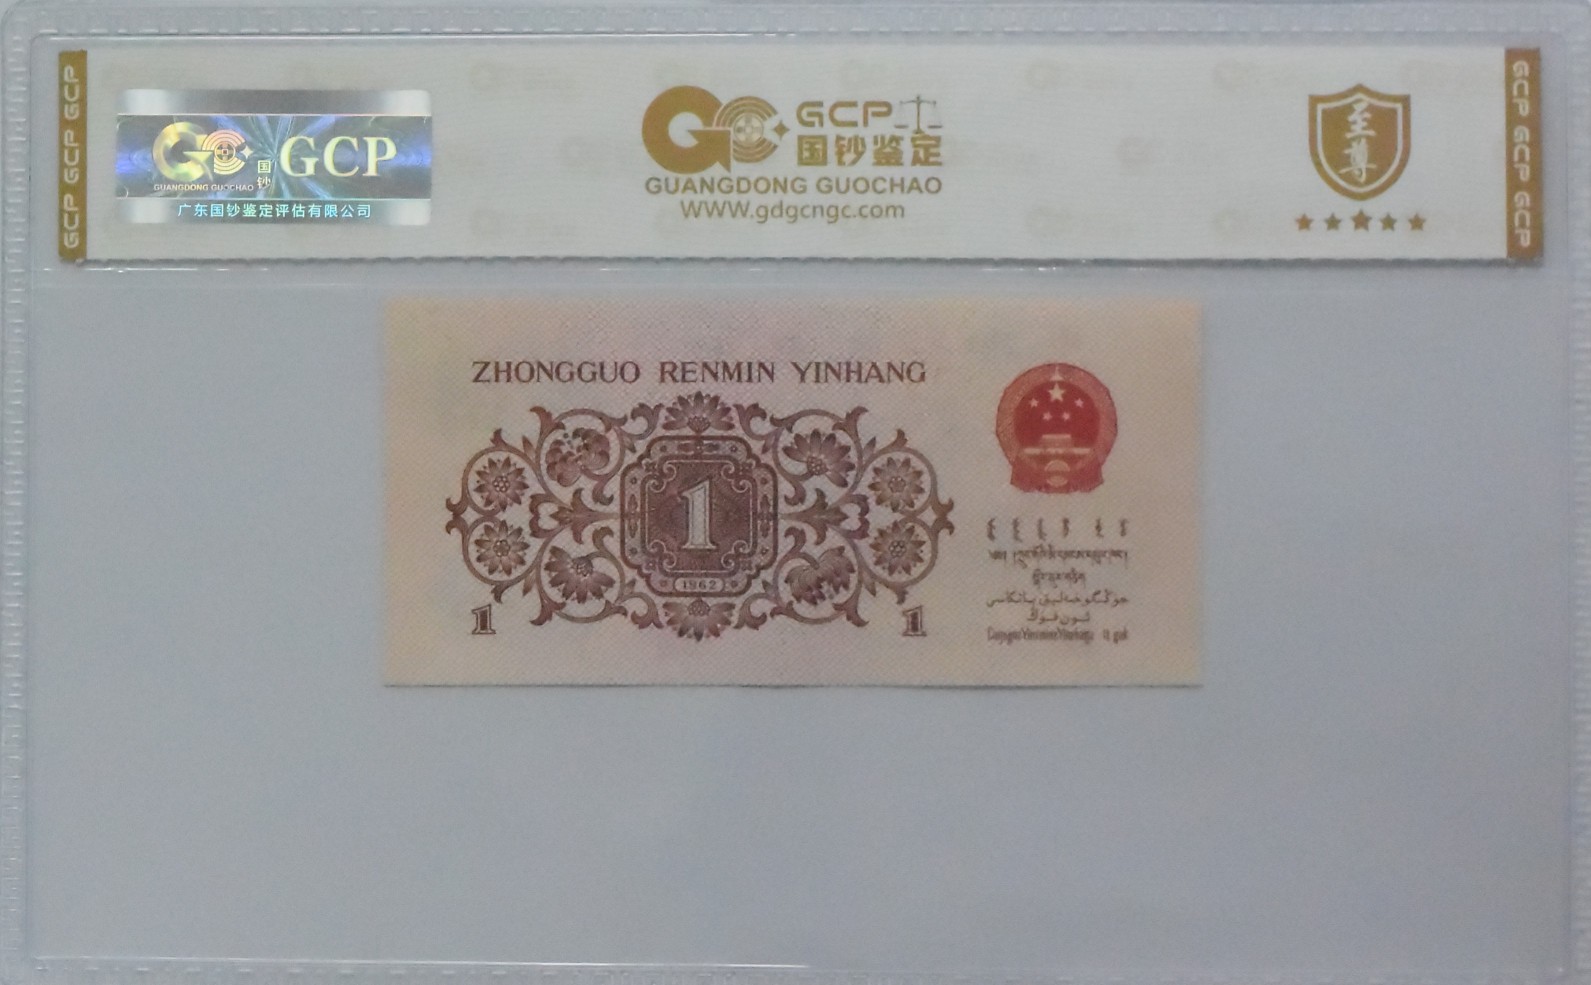 GCP GCP GCP
国钞 GCP
GUANGDONG GUOCHAO
广东国钞鉴定评估有限公司
GCP
国钞鉴定
GUANGDONG GUOCHAO
WWW.gdgcngc.com
至尊
GCP GCP GCP
ZHONGGUO RENMIN YINHANG
1
1962
1
1